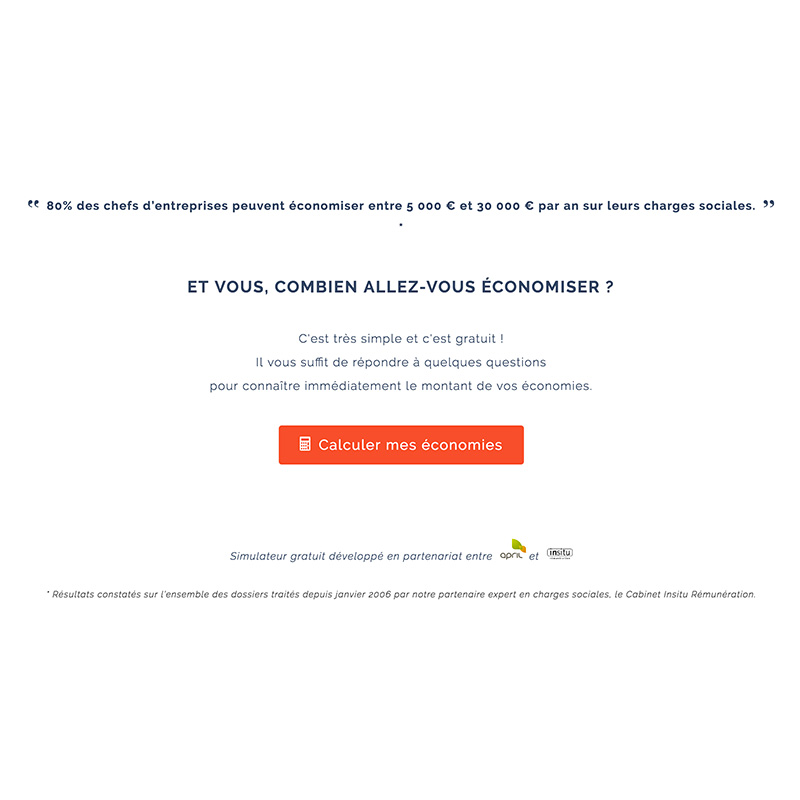 “ 80% des chefs d'entreprises peuvent économiser entre 5 000 € et 30 000 € par an sur leurs charges sociales. ”
*
ET VOUS, COMBIEN ALLEZ-VOUS ÉCONOMISER ?
C'est très simple et c'est gratuit !
Il vous suffit de répondre à quelques questions
pour connaître immédiatement le montant de vos économies.
Calculer mes économies
Simulateur gratuit développé en partenariat entre april et insitu
* Résultats constatés sur l'ensemble des dossiers traités depuis janvier 2006 par notre partenaire expert en charges sociales, le Cabinet Insitu Rémunération.